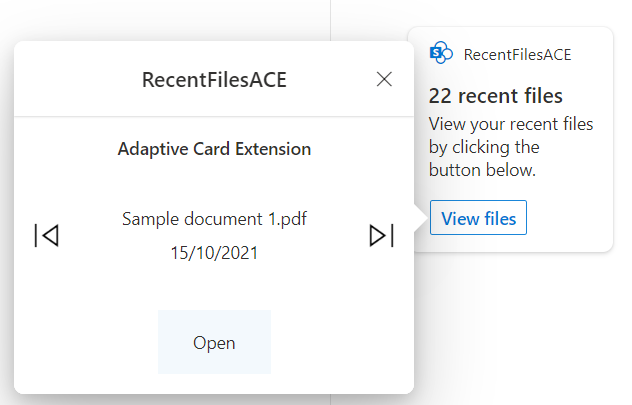 RecentFilesACE
Adaptive Card Extension
Sample document 1.pdf
15/10/2021
Open
RecentFilesACE
22 recent files
View your recent files
by clicking the
button below.
View files